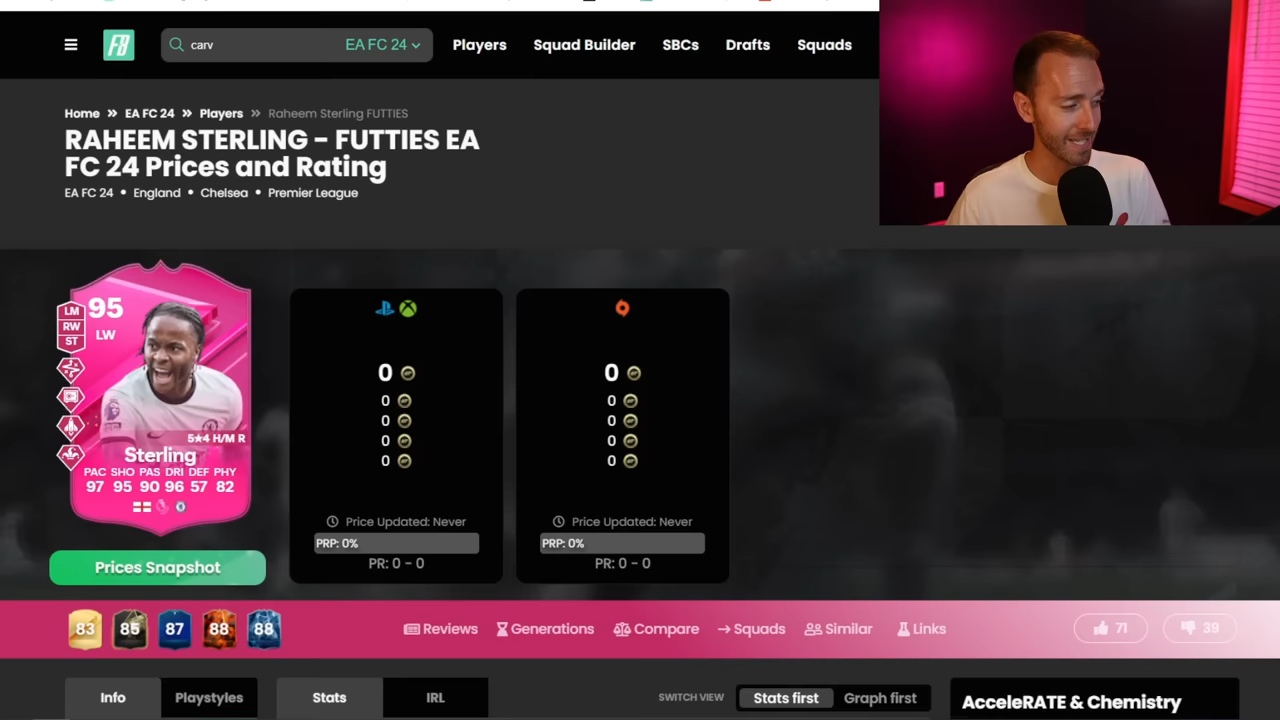 FB
carv
EA FC 24
Players
Squad Builder
SBCs
Drafts
Squads
Home » EA FC 24 » Players » Raheem Sterling FUTTIES
RAHEEM STERLING - FUTTIES EA
FC 24 Prices and Rating
EA FC 24 • England • Chelsea • Premier League
95
LW
LM
RW
ST
5★4 H/M R
Sterling
PAC SHO PAS DRI DEF PHY
97 95 90 96 57 82
Prices Snapshot
0
0
0
0
0
Price Updated: Never
PRP: 0%
PR: 0 - 0
0
0
0
0
0
Price Updated: Never
PRP: 0%
PR: 0 - 0
83
85
87
88
88
Reviews
Generations
Compare
Squads
Similar
Links
71
39
Info
Playstyles
Stats
IRL
SWITCH VIEW
Stats first
Graph first
AcceleRATE & Chemistry